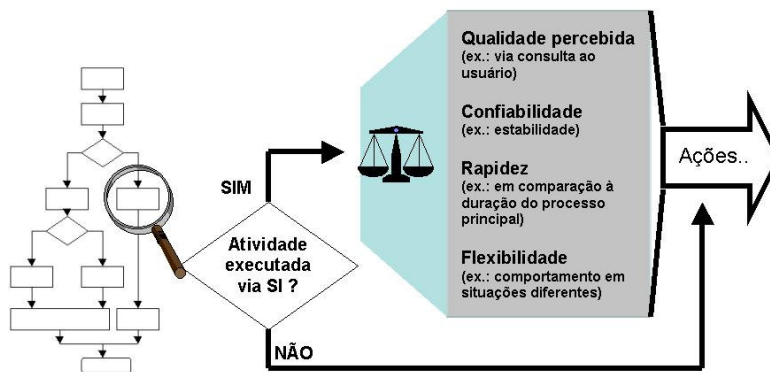 Qualidade percebida
(ex.: via consulta ao
usuário)
Confiabilidade
(ex.: estabilidade)
Rapidez
(ex.: em comparação à
duração do processo
principal)
Flexibilidade
(ex.: comportamento em
situações diferentes)
Ações..
SIM
Atividade
executada
via SI ?
NÃO